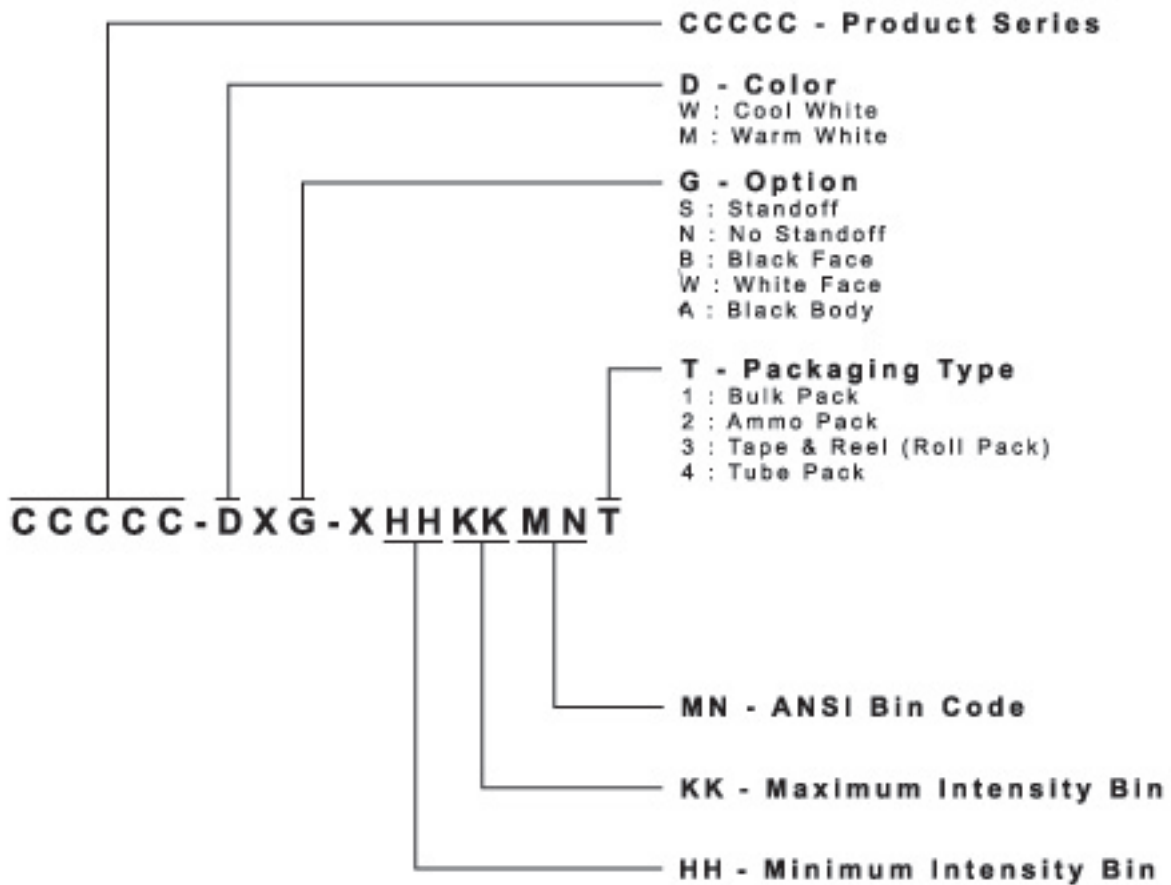 CCCCC - Product Series
D - Color
W : Cool White
M : Warm White
G - Option
S : Standoff
N : No Standoff
B : Black Face
W : White Face
A : Black Body
T - Packaging Type
1 : Bulk Pack
2 : Ammo Pack
3 : Tape & Reel (Roll Pack)
4 : Tube Pack
CCCCC-DXG-XHHKKMNT
MN - ANSI Bin Code
KK - Maximum Intensity Bin
HH - Minimum Intensity Bin